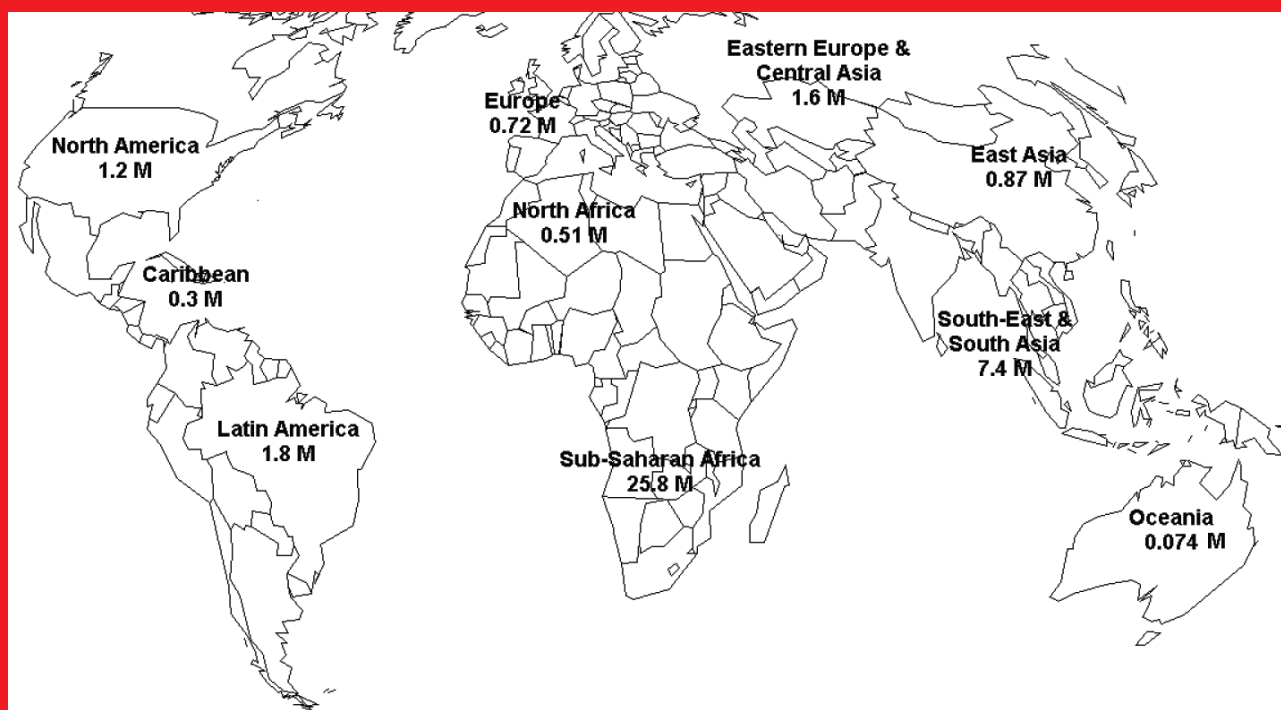 Eastern Europe &
Central Asia
1.6 M
Europe
0.72 M
North America
1.2 M
East Asia
0.87 M
North Africa
0.51 M
Caribbean
0.3 M
South-East &
South Asia
7.4 M
Latin America
1.8 M
Sub-Saharan Africa
25.8 M
Oceania
0.074 M